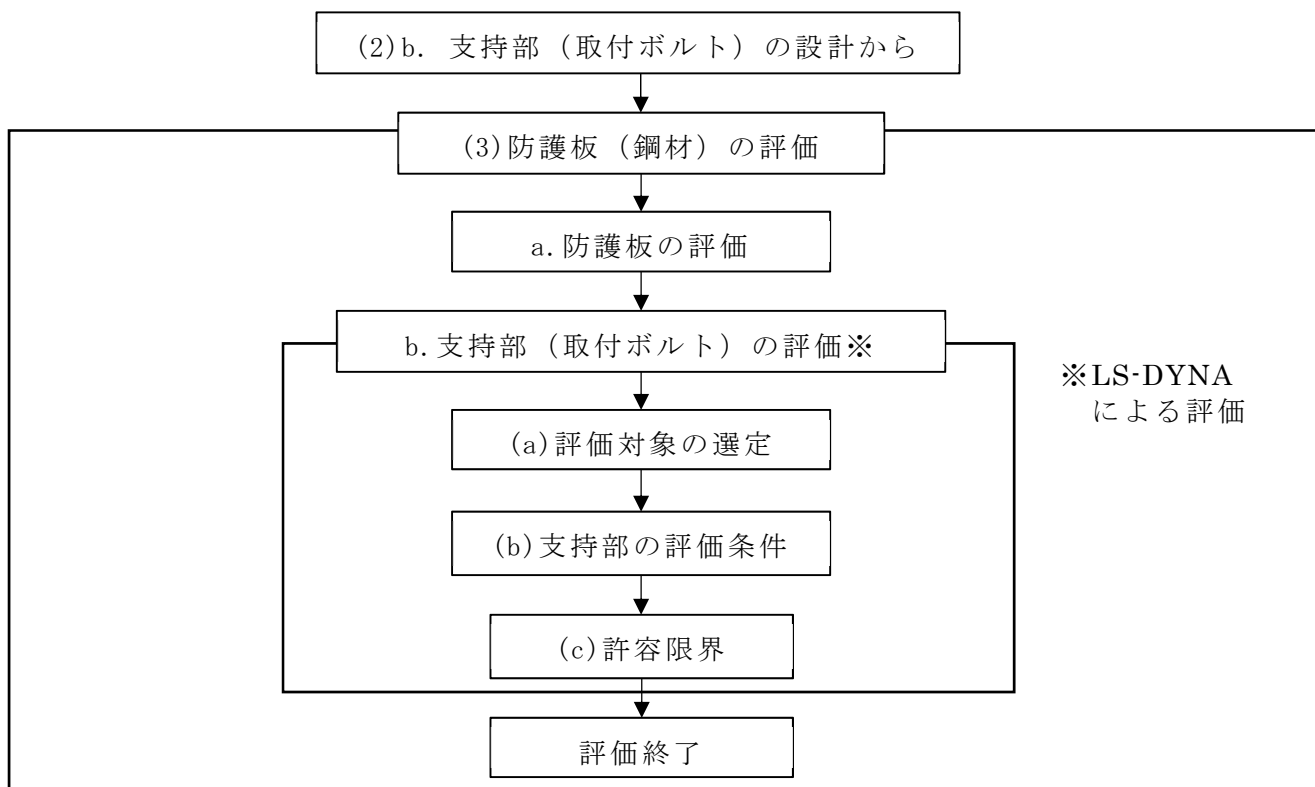 (2)b. 支持部（取付ボルト）の設計から
(3)防護板（鋼材）の評価
a.防護板の評価
b.支持部（取付ボルト）の評価※
※LS-DYNA
による評価
(a)評価対象の選定
(b)支持部の評価条件
(c)許容限界
評価終了